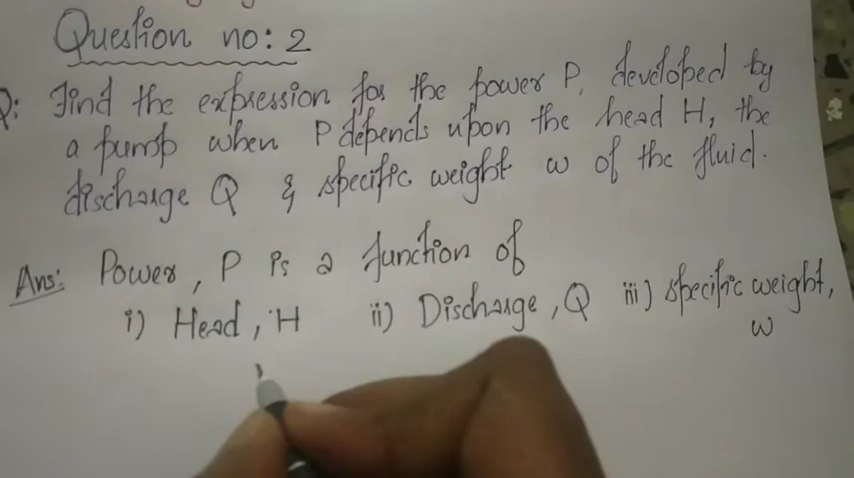 Question no: 2
Q: Find the expression for the power P, developed by
a pump when P depends upon the head H, the
discharge Q & specific weight w of the fluid.
Ans: Power, P is a function of
i) Head, H ii) Discharge, Q iii) specific weight,
w